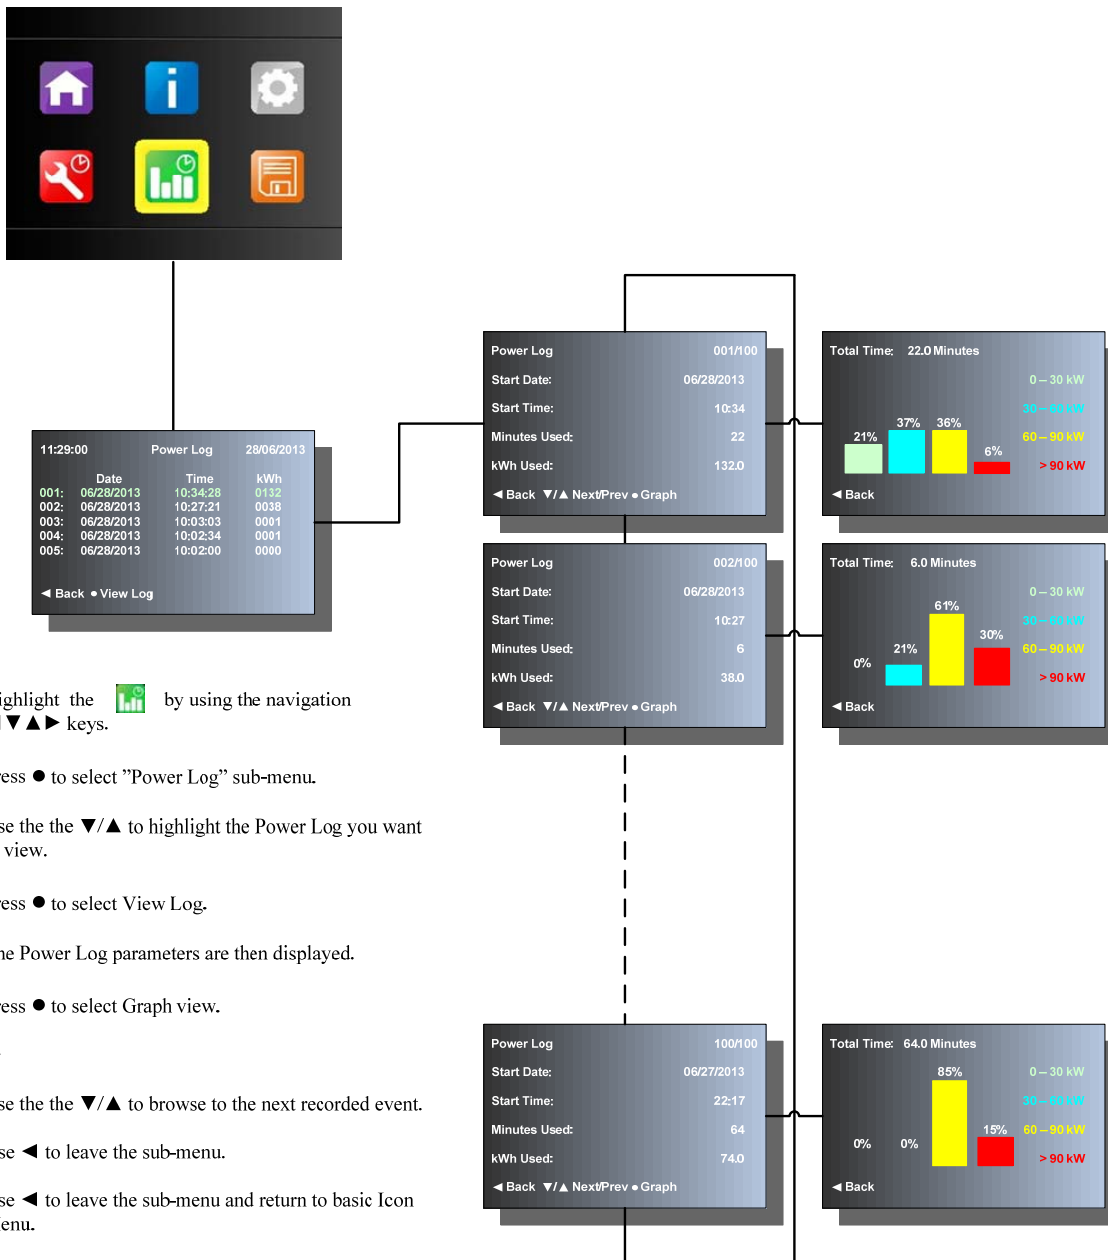 11:29:00 Power Log 28/06/2013
Date Time kWh
001: 06/28/2013 10:34:28 0132
002: 06/28/2013 10:27:21 0038
003: 06/28/2013 10:03:03 0001
004: 06/28/2013 10:02:34 0001
005: 06/28/2013 10:02:00 0000
◄ Back ● View Log
Power Log 001/100
Start Date: 06/28/2013
Start Time: 10:34
Minutes Used: 22
kWh Used: 132.0
◄ Back ▼/▲ Next/Prev ● Graph
Total Time: 22.0 Minutes
0 – 30 kW
30 – 60 kW
60 – 90 kW
> 90 kW
21% 37% 36% 6%
◄ Back
Power Log 002/100
Start Date: 06/28/2013
Start Time: 10:27
Minutes Used: 6
kWh Used: 38.0
◄ Back ▼/▲ Next/Prev ● Graph
Total Time: 6.0 Minutes
0 – 30 kW
30 – 60 kW
60 – 90 kW
> 90 kW
0% 21% 61% 30%
◄ Back
Power Log 100/100
Start Date: 06/27/2013
Start Time: 22:17
Minutes Used: 64
kWh Used: 74.0
◄ Back ▼/▲ Next/Prev ● Graph
Total Time: 64.0 Minutes
0 – 30 kW
30 – 60 kW
60 – 90 kW
> 90 kW
0% 0% 85% 15%
◄ Back
ighlight the by using the navigation
▼▲► keys.
ress ● to select ”Power Log” sub-menu.
se the the ▼/▲ to highlight the Power Log you want
view.
ress ● to select View Log.
he Power Log parameters are then displayed.
ress ● to select Graph view.
se the the ▼/▲ to browse to the next recorded event.
se ◄ to leave the sub-menu.
se ◄ to leave the sub-menu and return to basic Icon
Menu.